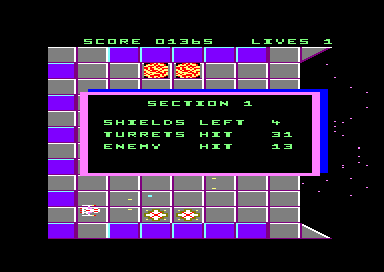 SCORE 01365 LIVES 1
SECTION 1
SHIELDS LEFT 4
TURRETS HIT 31
ENEMY HIT 13